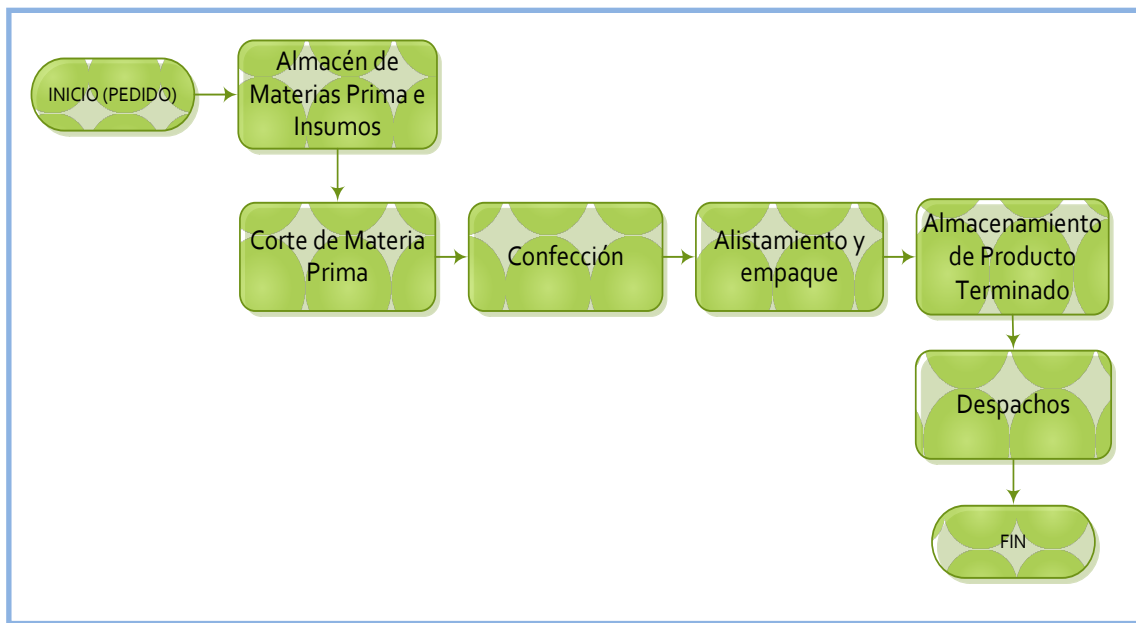 INICIO (PEDIDO)
Almacén de
Materias Prima e
Insumos
Corte de Materia
Prima
Confección
Alistamiento y
empaque
Almacenamiento
de Producto
Terminado
Despachos
FIN